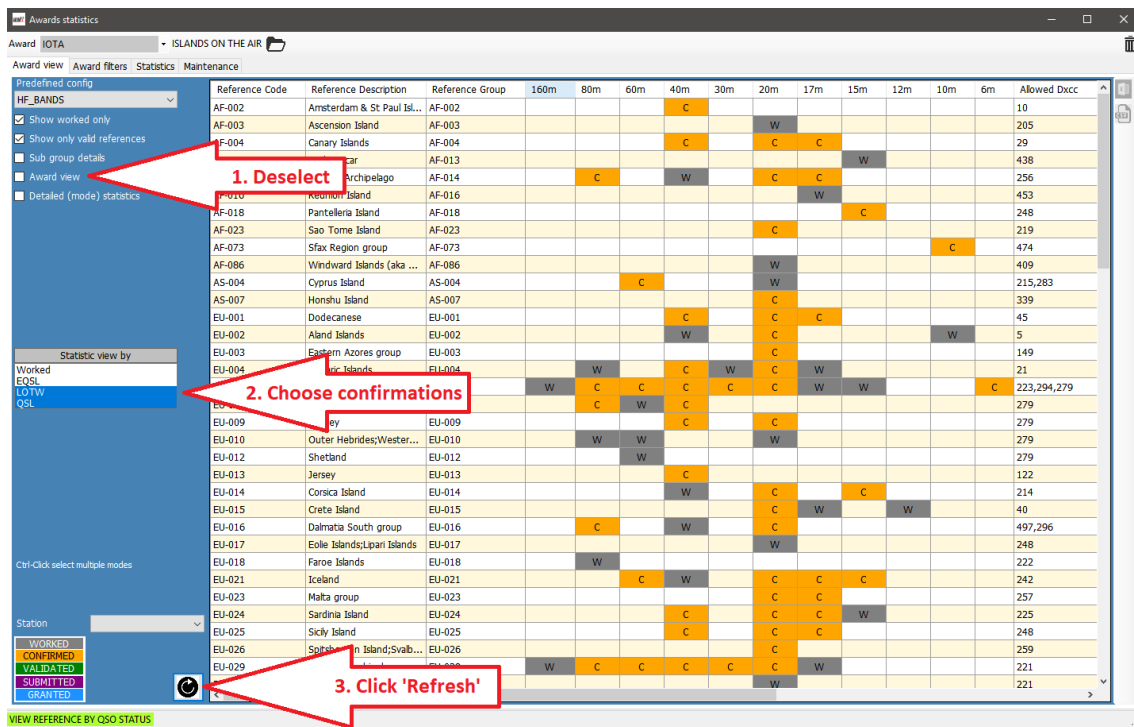 Awards statistics
Award IOTA ISLANDS ON THE AIR
Award view Award filters Statistics Maintenance
Predefined config
HF_BANDS
Show worked only
Show only valid references
Sub group details
Award view
Detailed (mode) statistics
1. Deselect
Statistic view by
Worked
EQSL
LOTW
QSL
2. Choose confirmations
Ctrl-Click select multiple modes
Station
WORKED
CONFIRMED
VALIDATED
SUBMITTED
GRANTED
3. Click 'Refresh'
Reference Code Reference Description Reference Group 160m 80m 60m 40m 30m 20m 17m 15m 12m 10m 6m Allowed Dxcc
AF-002 Amsterdam & St Paul Isl... AF-002 C 10
AF-003 Ascension Island AF-003 W 205
AF-004 Canary Islands AF-004 C C C 29
AF-013 W 438
Archipelago AF-014 C W C C 256
AF-016 Reunion Island AF-016 W 453
AF-018 Pantelleria Island AF-018 C 248
AF-023 Sao Tome Island AF-023 C 219
AF-073 Sfax Region group AF-073 C 474
AF-086 Windward Islands (aka ... AF-086 W 409
AS-004 Cyprus Island AS-004 C W 215,283
AS-007 Honshu Island AS-007 C 339
EU-001 Dodecanese EU-001 C C C 45
EU-002 Aland Islands EU-002 W C W 5
EU-003 Eastern Azores group EU-003 C 149
EU-004 Islands EU-004 W C W C W 21
W C C C C C W W C 223,294,279
C W C 279
EU-009 EU-009 C C 279
EU-010 Outer Hebrides;Wester... EU-010 W W W 279
EU-012 Shetland EU-012 W 279
EU-013 Jersey EU-013 C 122
EU-014 Corsica Island EU-014 W C C 214
EU-015 Crete Island EU-015 C W W 40
EU-016 Dalmatia South group EU-016 C W C 497,296
EU-017 Eolie Islands;Lipari Islands EU-017 W 248
EU-018 Faroe Islands EU-018 W 222
EU-021 Iceland EU-021 C W C C C 242
EU-023 Malta group EU-023 C C 257
EU-024 Sardinia Island EU-024 C C C W 225
EU-025 Sicily Island EU-025 C C C 248
EU-026 Island;Svalb... EU-026 C 259
EU-029 W C C C C C W 221
W 221
VIEW REFERENCE BY QSO STATUS